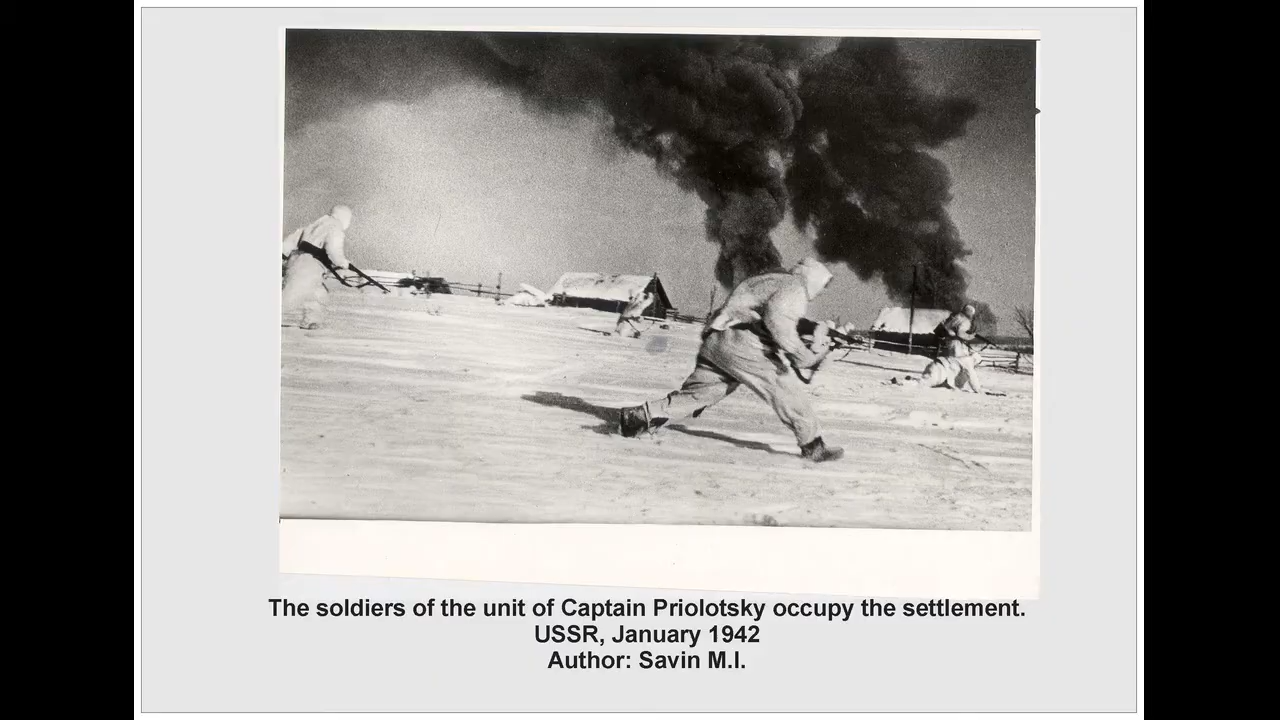 The soldiers of the unit of Captain Priolotsky occupy the settlement.
USSR, January 1942
Author: Savin M.I.